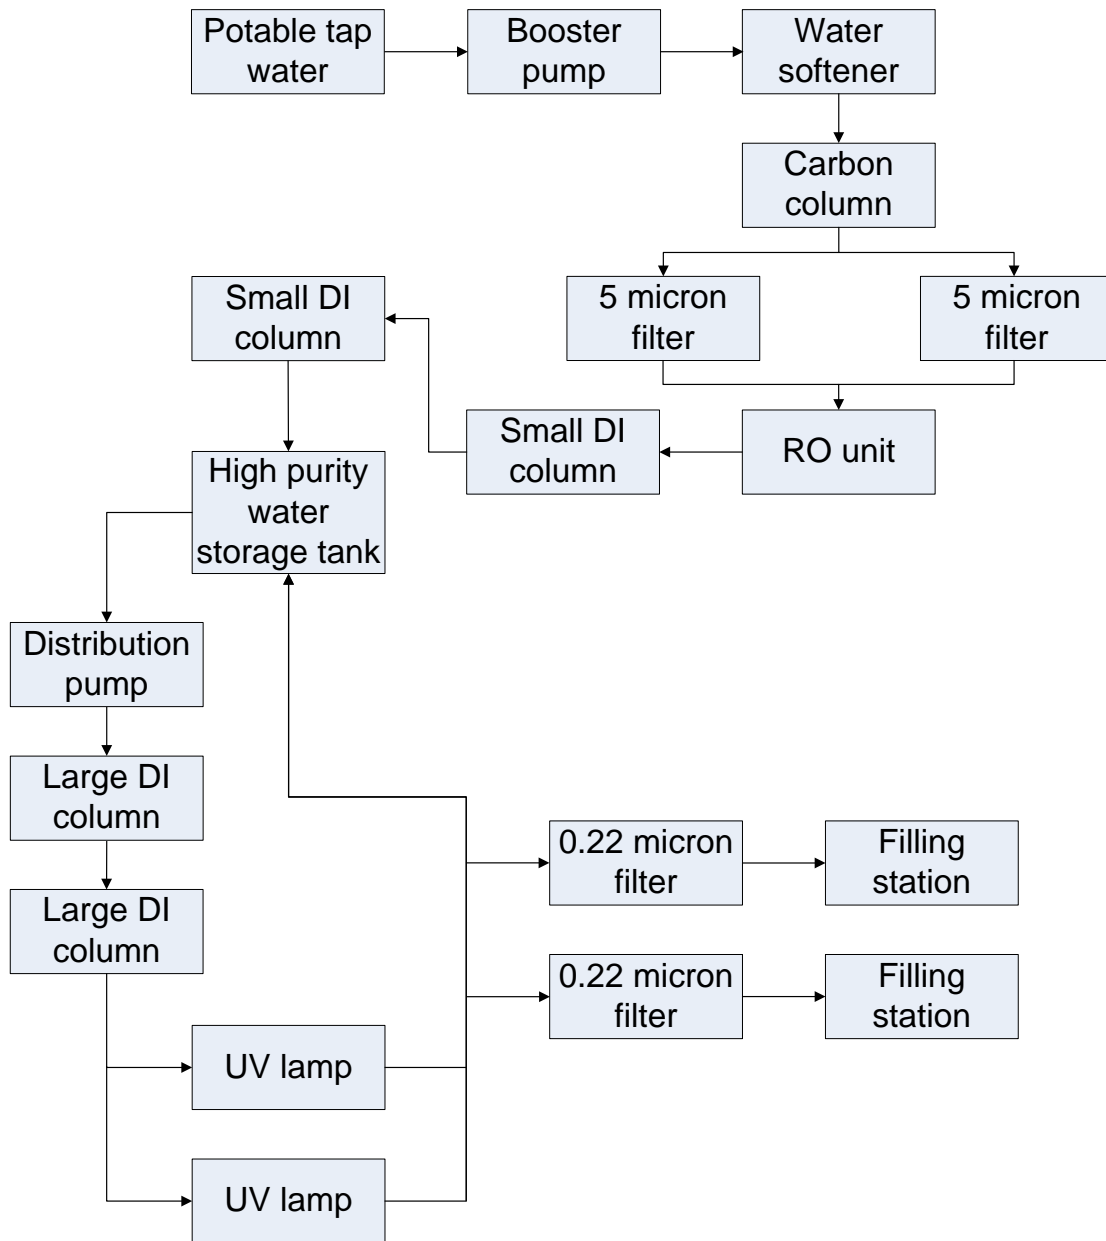 Potable tap
water
Booster
pump
Water
softener
Carbon
column
5 micron
filter
5 micron
filter
Small DI
column
Small DI
column
RO unit
High purity
water
storage tank
Distribution
pump
Large DI
column
Large DI
column
0.22 micron
filter
Filling
station
0.22 micron
filter
Filling
station
UV lamp
UV lamp